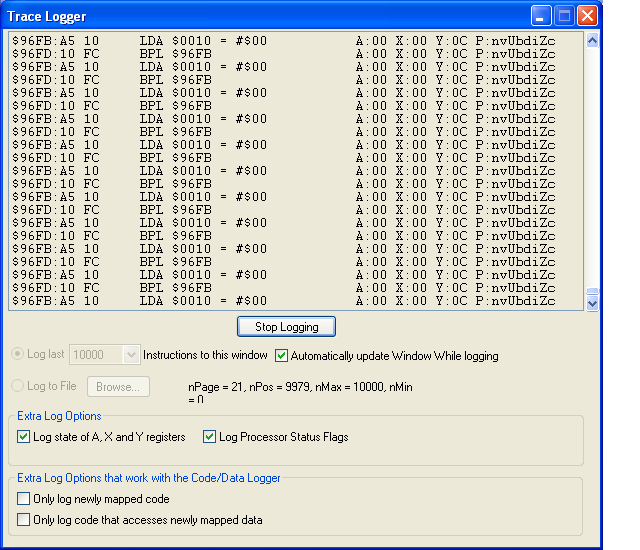 Trace Logger
$96FB:A5 10 LDA $0010 = #$00 A:00 X:00 Y:0C P:nvUbdiZc
$96FD:10 FC BPL $96FB A:00 X:00 Y:0C P:nvUbdiZc
$96FB:A5 10 LDA $0010 = #$00 A:00 X:00 Y:0C P:nvUbdiZc
$96FD:10 FC BPL $96FB A:00 X:00 Y:0C P:nvUbdiZc
$96FB:A5 10 LDA $0010 = #$00 A:00 X:00 Y:0C P:nvUbdiZc
$96FD:10 FC BPL $96FB A:00 X:00 Y:0C P:nvUbdiZc
$96FB:A5 10 LDA $0010 = #$00 A:00 X:00 Y:0C P:nvUbdiZc
$96FD:10 FC BPL $96FB A:00 X:00 Y:0C P:nvUbdiZc
$96FB:A5 10 LDA $0010 = #$00 A:00 X:00 Y:0C P:nvUbdiZc
$96FD:10 FC BPL $96FB A:00 X:00 Y:0C P:nvUbdiZc
$96FB:A5 10 LDA $0010 = #$00 A:00 X:00 Y:0C P:nvUbdiZc
$96FD:10 FC BPL $96FB A:00 X:00 Y:0C P:nvUbdiZc
$96FB:A5 10 LDA $0010 = #$00 A:00 X:00 Y:0C P:nvUbdiZc
$96FD:10 FC BPL $96FB A:00 X:00 Y:0C P:nvUbdiZc
$96FB:A5 10 LDA $0010 = #$00 A:00 X:00 Y:0C P:nvUbdiZc
$96FD:10 FC BPL $96FB A:00 X:00 Y:0C P:nvUbdiZc
$96FB:A5 10 LDA $0010 = #$00 A:00 X:00 Y:0C P:nvUbdiZc
$96FD:10 FC BPL $96FB A:00 X:00 Y:0C P:nvUbdiZc
$96FB:A5 10 LDA $0010 = #$00 A:00 X:00 Y:0C P:nvUbdiZc
$96FD:10 FC BPL $96FB A:00 X:00 Y:0C P:nvUbdiZc
$96FB:A5 10 LDA $0010 = #$00 A:00 X:00 Y:0C P:nvUbdiZc
Stop Logging
Log last 10000 Instructions to this window Automatically update Window While logging
Log to File Browse... nPage = 21, nPos = 9979, nMax = 10000, nMin
= 0
Extra Log Options
Log state of A, X and Y registers Log Processor Status Flags
Extra Log Options that work with the Code/Data Logger
Only log newly mapped code
Only log code that accesses newly mapped data